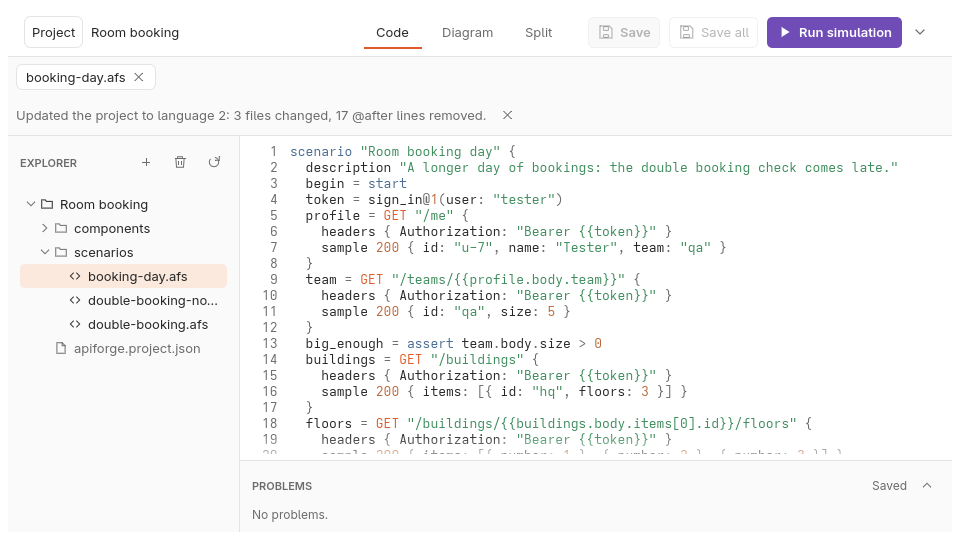 Project Room booking Code Diagram Split Save Save all Run simulation
booking-day.afs
Updated the project to language 2: 3 files changed, 17 @after lines removed.
EXPLORER
Room booking
components
scenarios
booking-day.afs
double-booking-no...
double-booking.afs
apiforge.project.json
1 scenario "Room booking day" {
2 description "A longer day of bookings: the double booking check comes late."
3 begin = start
4 token = sign_in@1(user: "tester")
5 profile = GET "/me" {
6 headers { Authorization: "Bearer {{token}}" }
7 sample 200 { id: "u-7", name: "Tester", team: "qa" }
8 }
9 team = GET "/teams/{{profile.body.team}}" {
10 headers { Authorization: "Bearer {{token}}" }
11 sample 200 { id: "qa", size: 5 }
12 }
13 big_enough = assert team.body.size > 0
14 buildings = GET "/buildings" {
15 headers { Authorization: "Bearer {{token}}" }
16 sample 200 { items: [{ id: "hq", floors: 3 }] }
17 }
18 floors = GET "/buildings/{{buildings.body.items[0].id}}/floors" {
19 headers { Authorization: "Bearer {{token}}" }
PROBLEMS Saved
No problems.